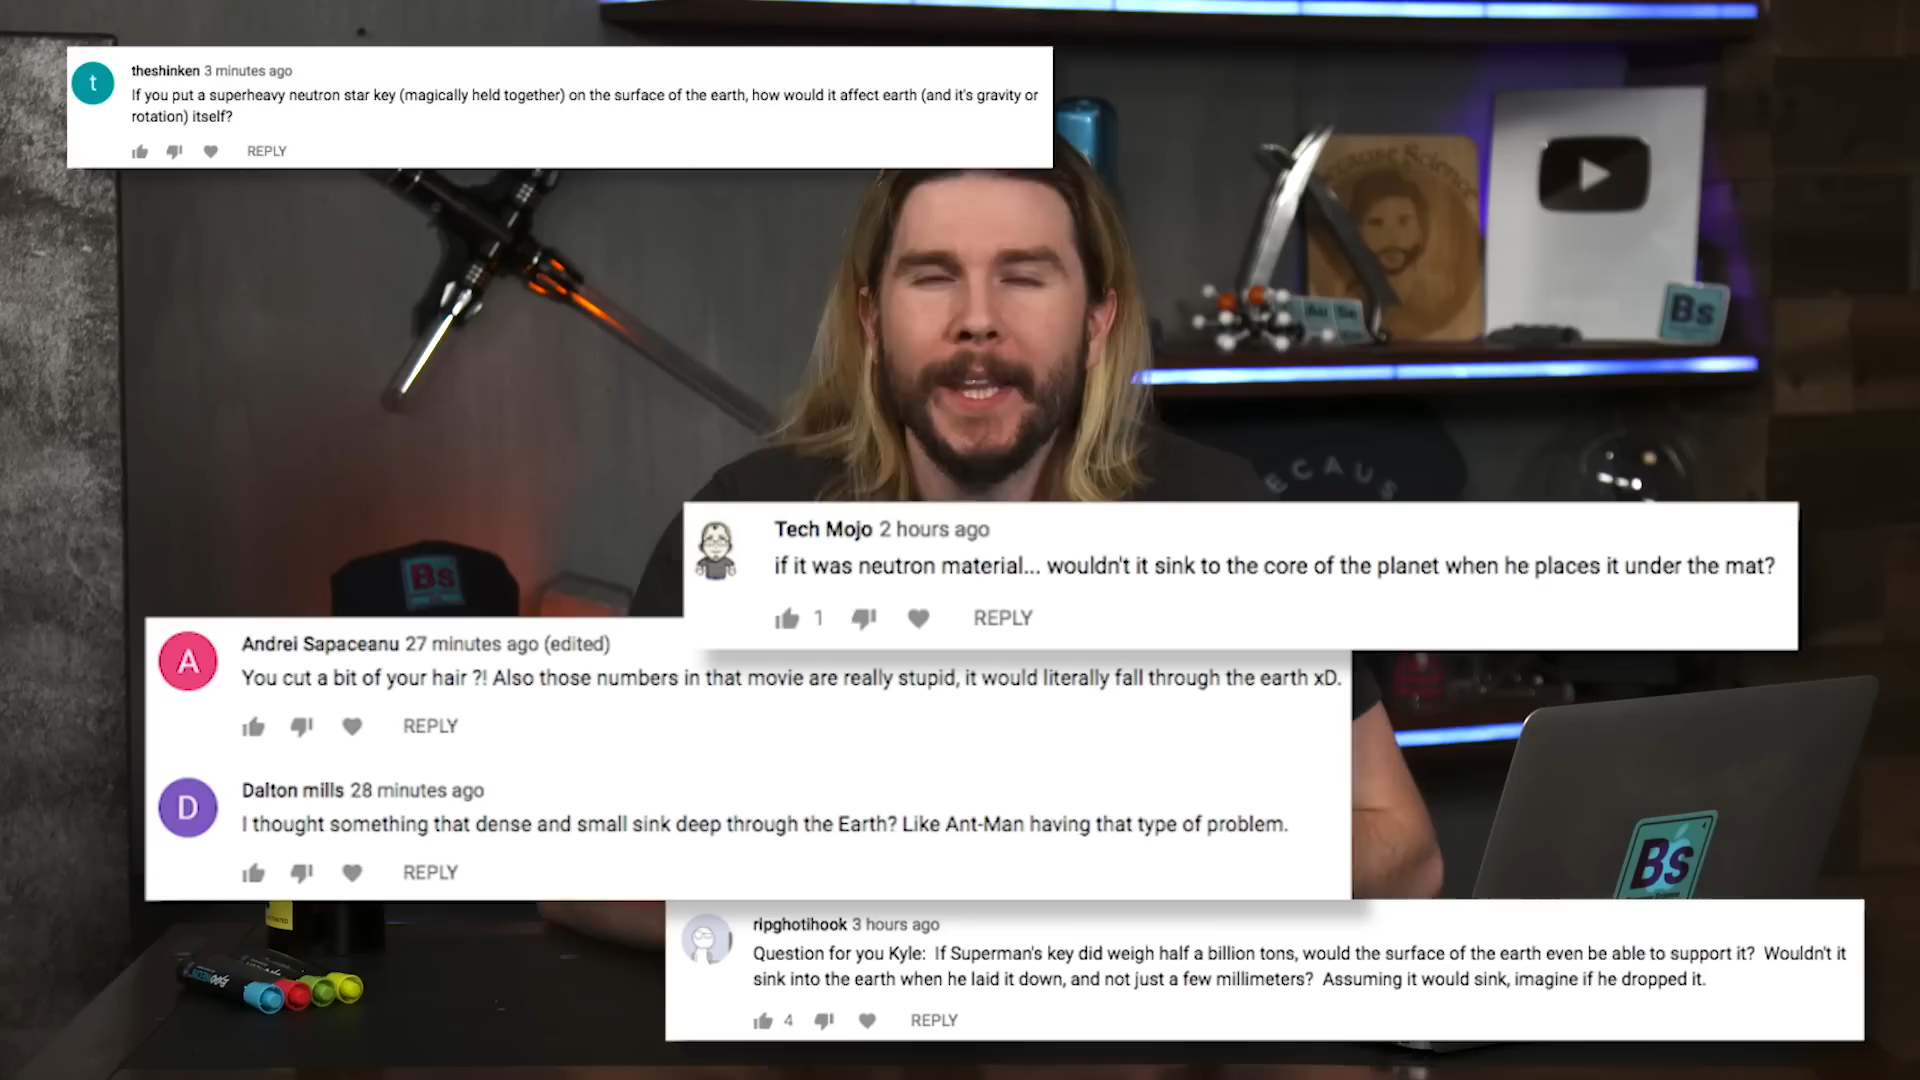 theshinken 3 minutes ago
If you put a superheavy neutron star key (magically held together) on the surface of the earth, how would it affect earth (and it's gravity or
rotation) itself?
REPLY
t
Because Science
Bs
ECAUS
Tech Mojo 2 hours ago
if it was neutron material... wouldn't it sink to the core of the planet when he places it under the mat?
1 REPLY
Bs
A
Andrei Sapaceanu 27 minutes ago (edited)
You cut a bit of your hair ?! Also those numbers in that movie are really stupid, it would literally fall through the earth xD.
REPLY
D
Dalton mills 28 minutes ago
I thought something that dense and small sink deep through the Earth? Like Ant-Man having that type of problem.
REPLY
Bs
ripghotihook 3 hours ago
Question for you Kyle: If Superman's key did weigh half a billion tons, would the surface of the earth even be able to support it? Wouldn't it
sink into the earth when he laid it down, and not just a few millimeters? Assuming it would sink, imagine if he dropped it.
4 REPLY